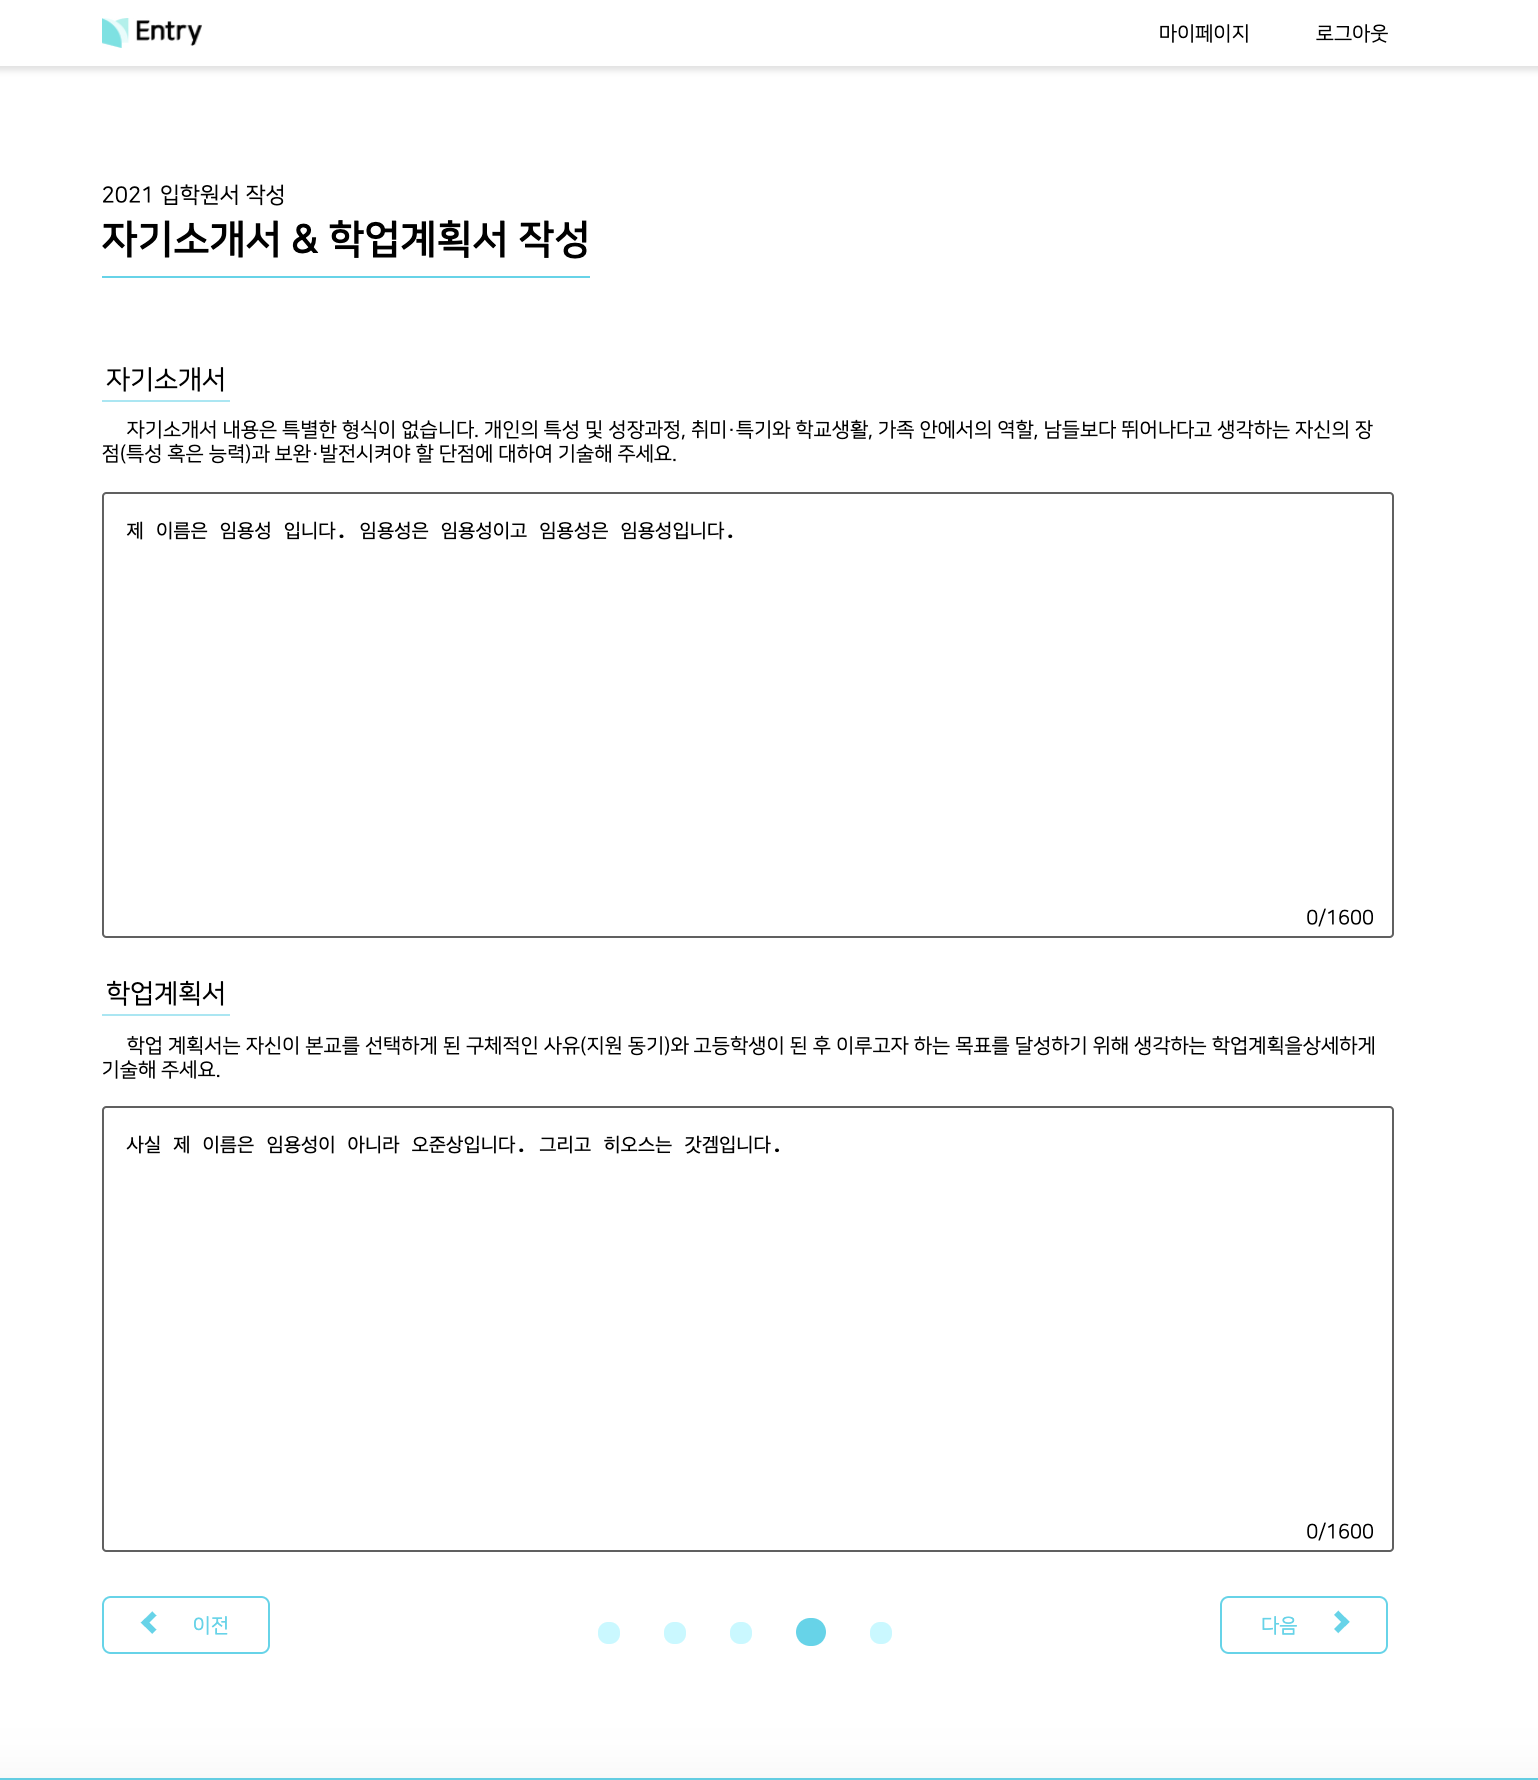 Entry
마이페이지 로그아웃
2021 입학원서 작성
자기소개서 & 학업계획서 작성
자기소개서
자기소개서 내용은 특별한 형식이 없습니다. 개인의 특성 및 성장과정, 취미·특기와 학교생활, 가족 안에서의 역할, 남들보다 뛰어나다고 생각하는 자신의 장
점(특성 혹은 능력)과 보완·발전시켜야 할 단점에 대하여 기술해 주세요.
제 이름은 임용성 입니다. 임용성은 임용성이고 임용성은 임용성입니다.
0/1600
학업계획서
학업 계획서는 자신이 본교를 선택하게 된 구체적인 사유(지원 동기)와 고등학생이 된 후 이루고자 하는 목표를 달성하기 위해 생각하는 학업계획을상세하게
기술해 주세요.
사실 제 이름은 임용성이 아니라 오준상입니다. 그리고 히오스는 갓겜입니다.
0/1600
이전
다음